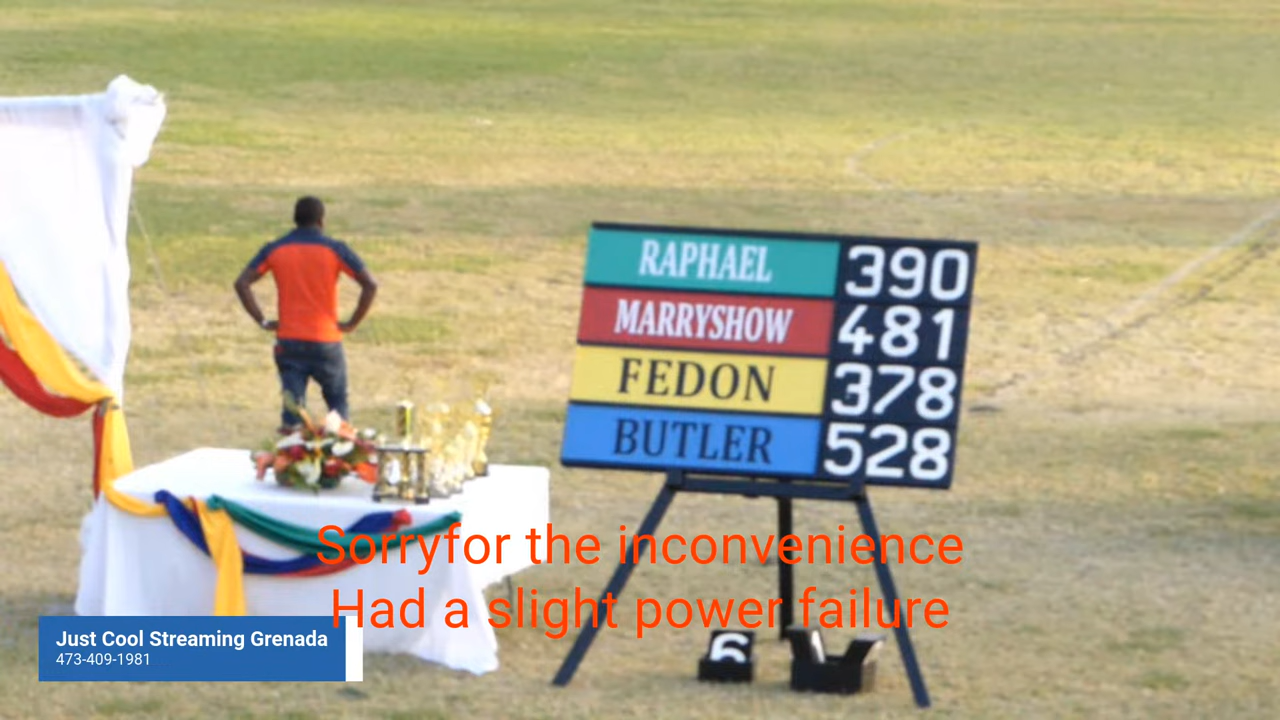 RAPHAEL 390
MARRYSHOW 481
FEDON 378
BUTLER 528
Sorryfor the inconvenience
Had a slight power failure
Just Cool Streaming Grenada
473-409-1981
6